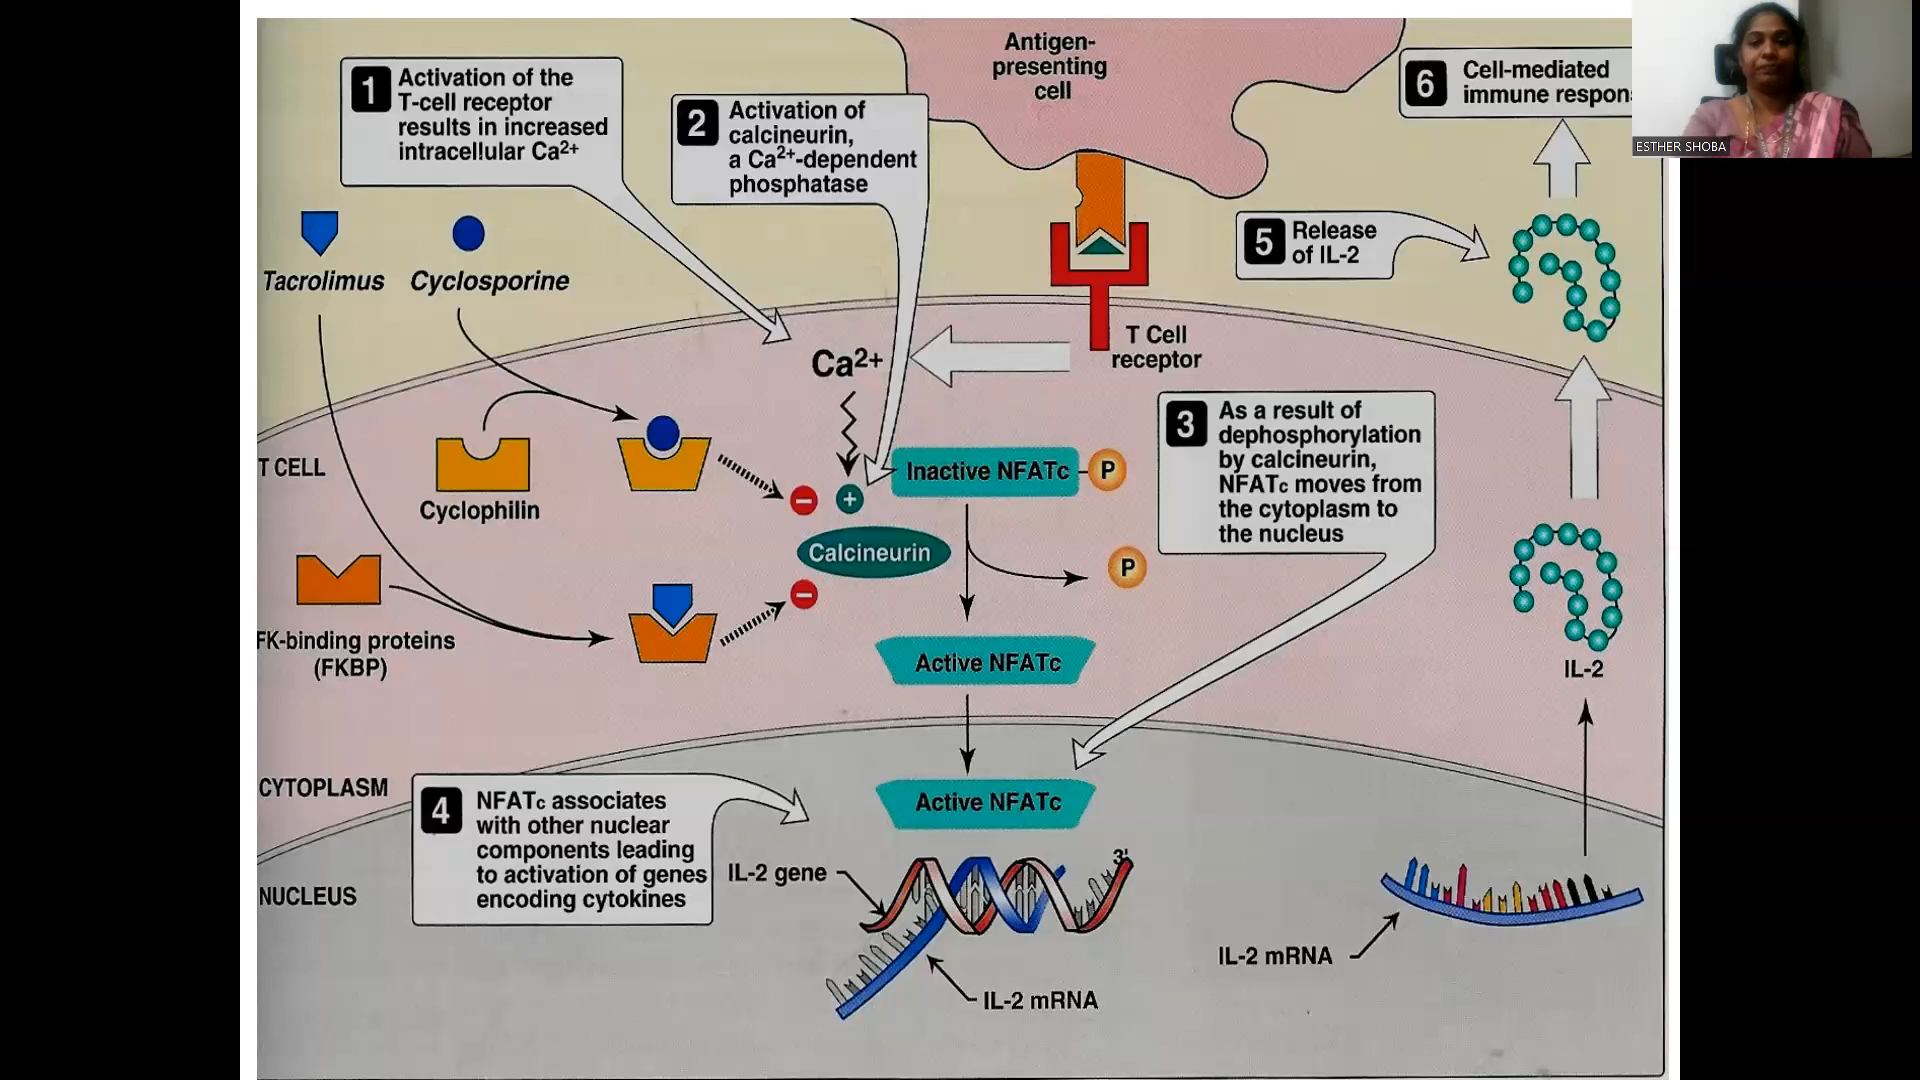 Antigen-
presenting
cell
1
Activation of the
T-cell receptor
results in increased
intracellular Ca2+
2
Activation of
calcineurin,
a Ca2+-dependent
phosphatase
6
Cell-mediated
immune respon
ESTHER SHOBA
5
Release
of IL-2
Tacrolimus
Cyclosporine
T Cell
receptor
Ca2+
3
As a result of
dephosphorylation
by calcineurin,
NFATc moves from
the cytoplasm to
the nucleus
T CELL
Inactive NFATc
P
+
Cyclophilin
Calcineurin
P
FK-binding proteins
(FKBP)
Active NFATc
IL-2
CYTOPLASM
4
NFATc associates
with other nuclear
components leading
to activation of genes
encoding cytokines
Active NFATc
3'
IL-2 gene
NUCLEUS
IL-2 mRNA
IL-2 mRNA